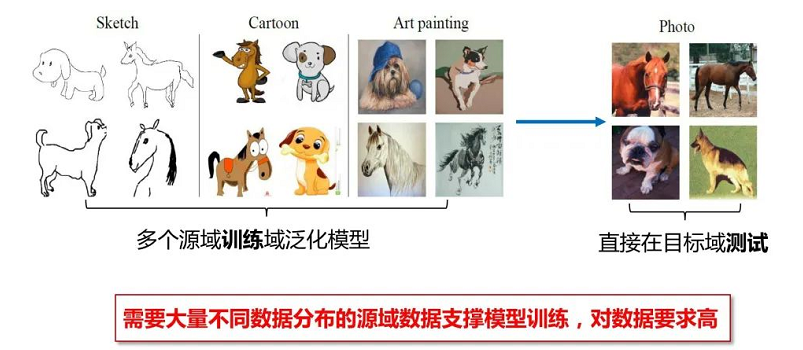 Sketch
Cartoon
Art painting
Photo
多个源域训练域泛化模型
直接在目标域测试
需要大量不同数据分布的源域数据支撑模型训练，对数据要求高